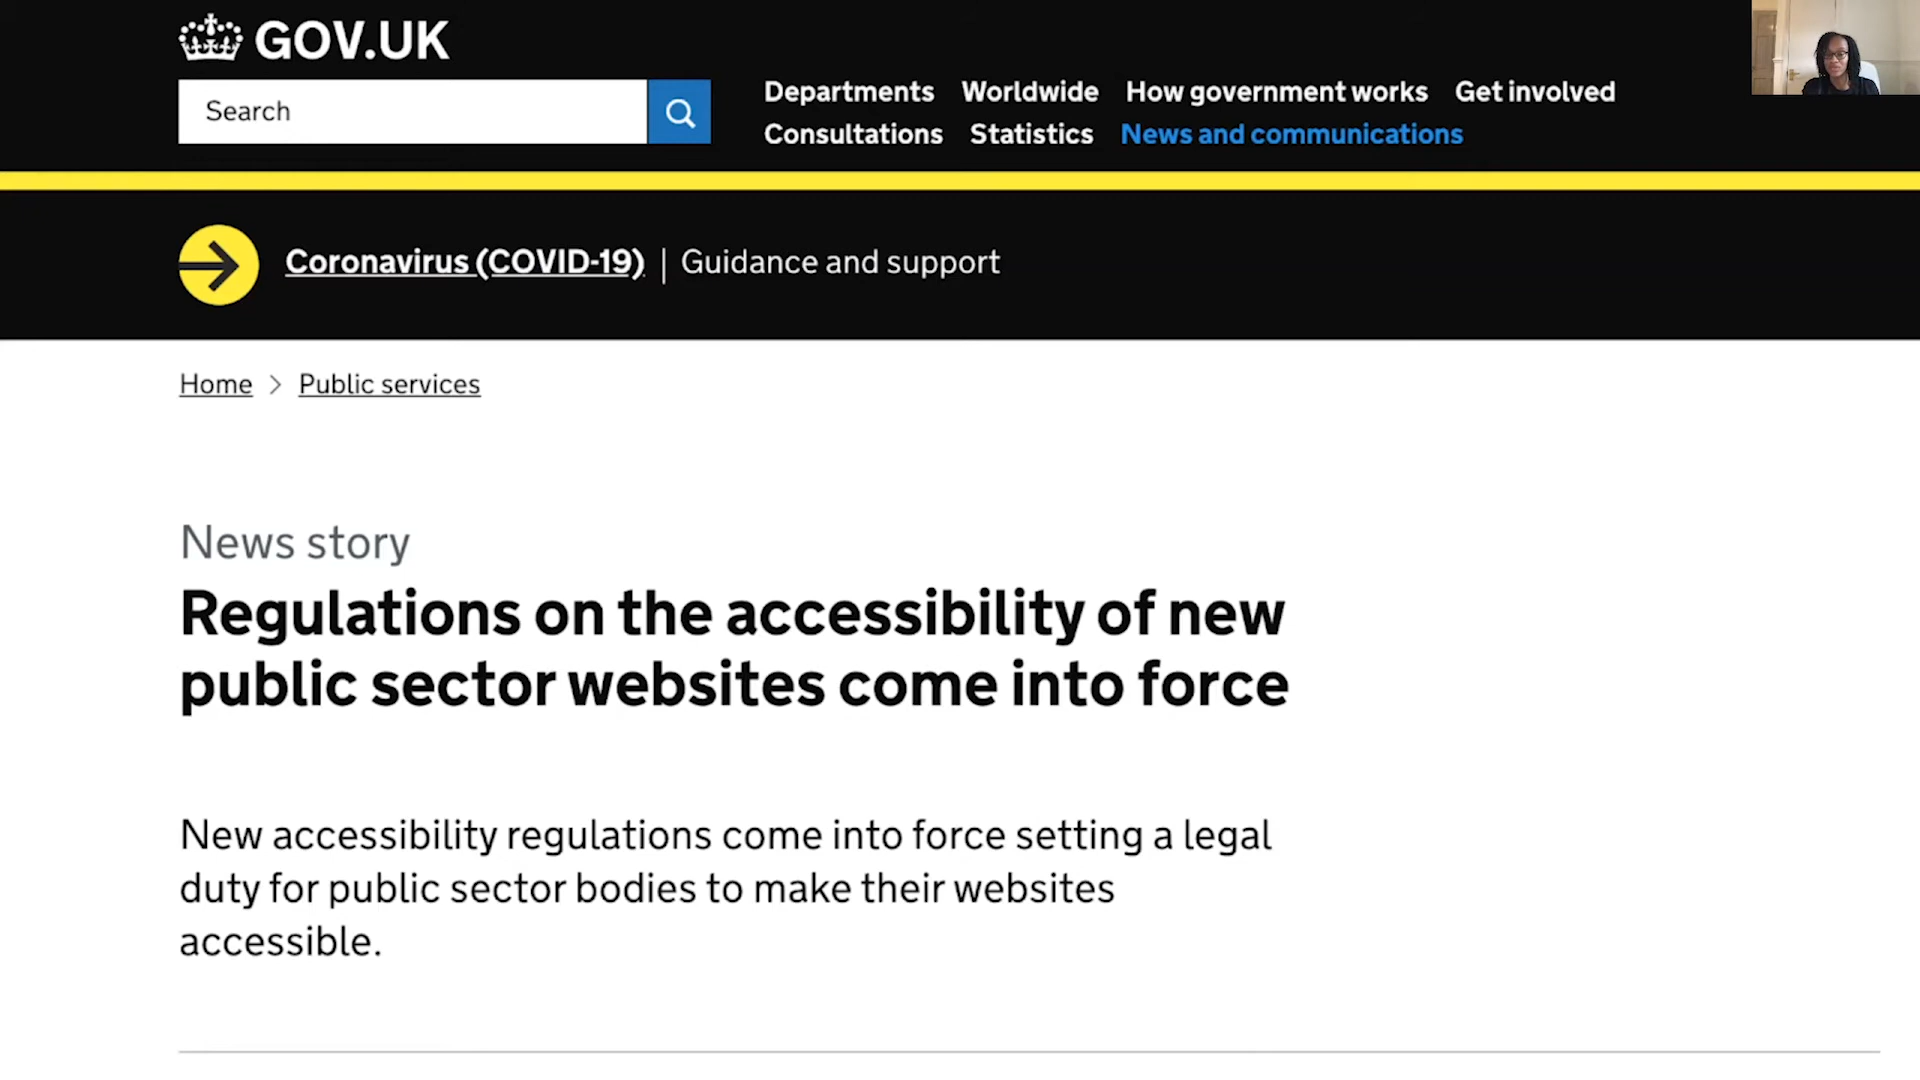 GOV.UK
Search
Departments Worldwide How government works Get involved
Consultations Statistics News and communications
Coronavirus (COVID-19) | Guidance and support
Home > Public services
News story
Regulations on the accessibility of new
public sector websites come into force
New accessibility regulations come into force setting a legal
duty for public sector bodies to make their websites
accessible.